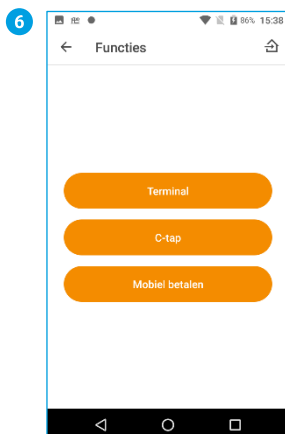 6
86% 15:38
Functies
Terminal
C-tap
Mobiel betalen